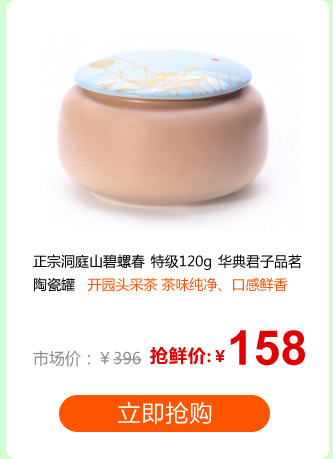 正宗洞庭山碧螺春 特级120g 华典君子品茗
陶瓷罐 开园头采茶 茶味纯净、口感鲜香
市场价：￥396 抢鲜价:￥158
立即抢购